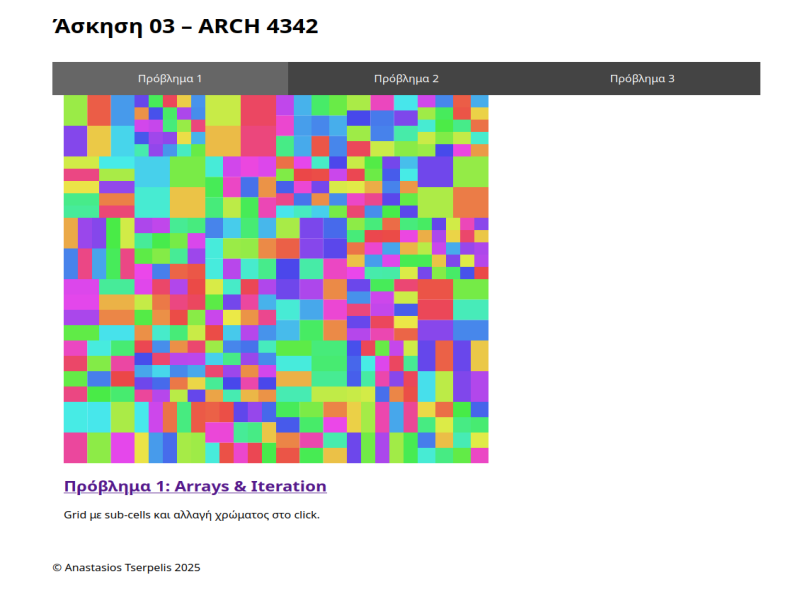 Άσκηση 03 – ARCH 4342
Πρόβλημα 1
Πρόβλημα 2
Πρόβλημα 3
Πρόβλημα 1: Arrays & Iteration
Grid με sub-cells και αλλαγή χρώματος στο click.
© Anastasios Tserpelis 2025